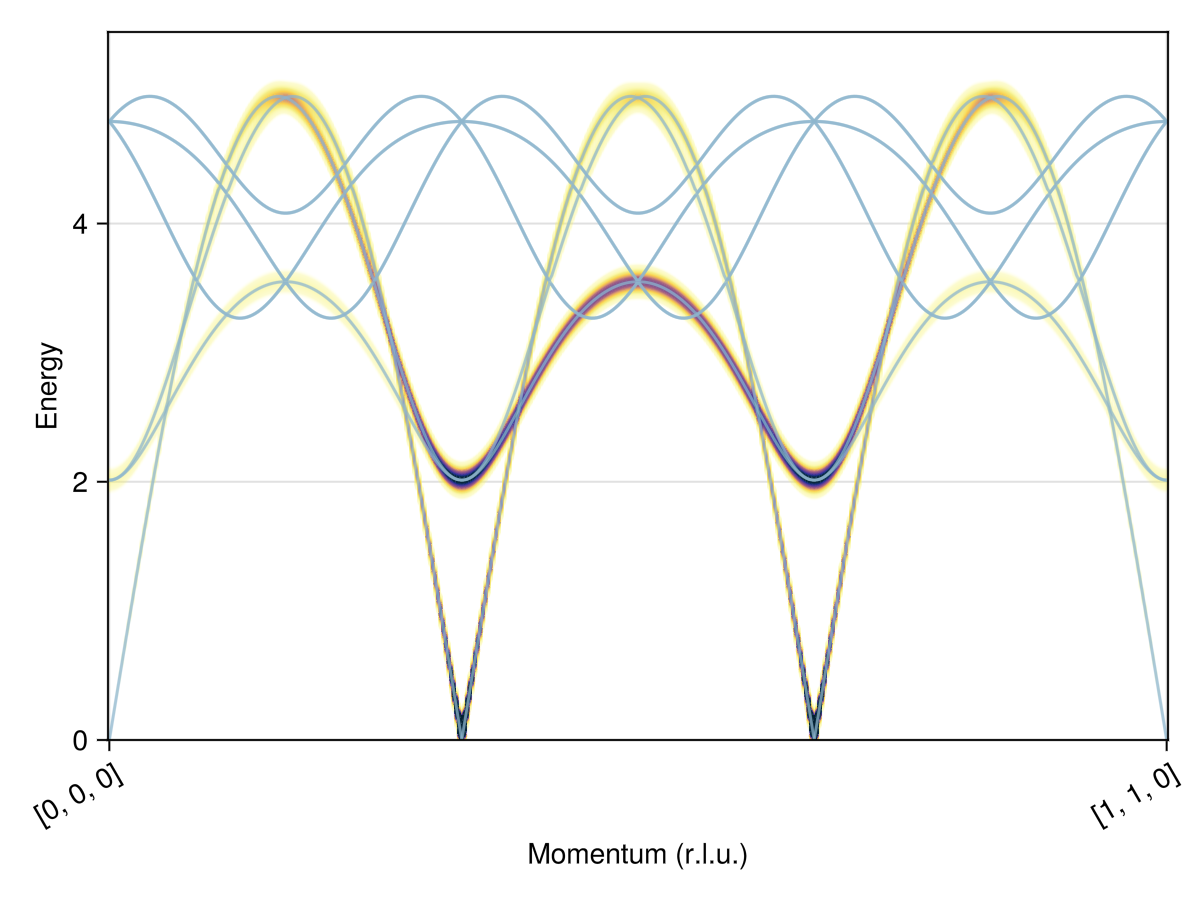 4
2
0
Energy
[0, 0, 0]
[1, 1, 0]
Momentum (r.l.u.)